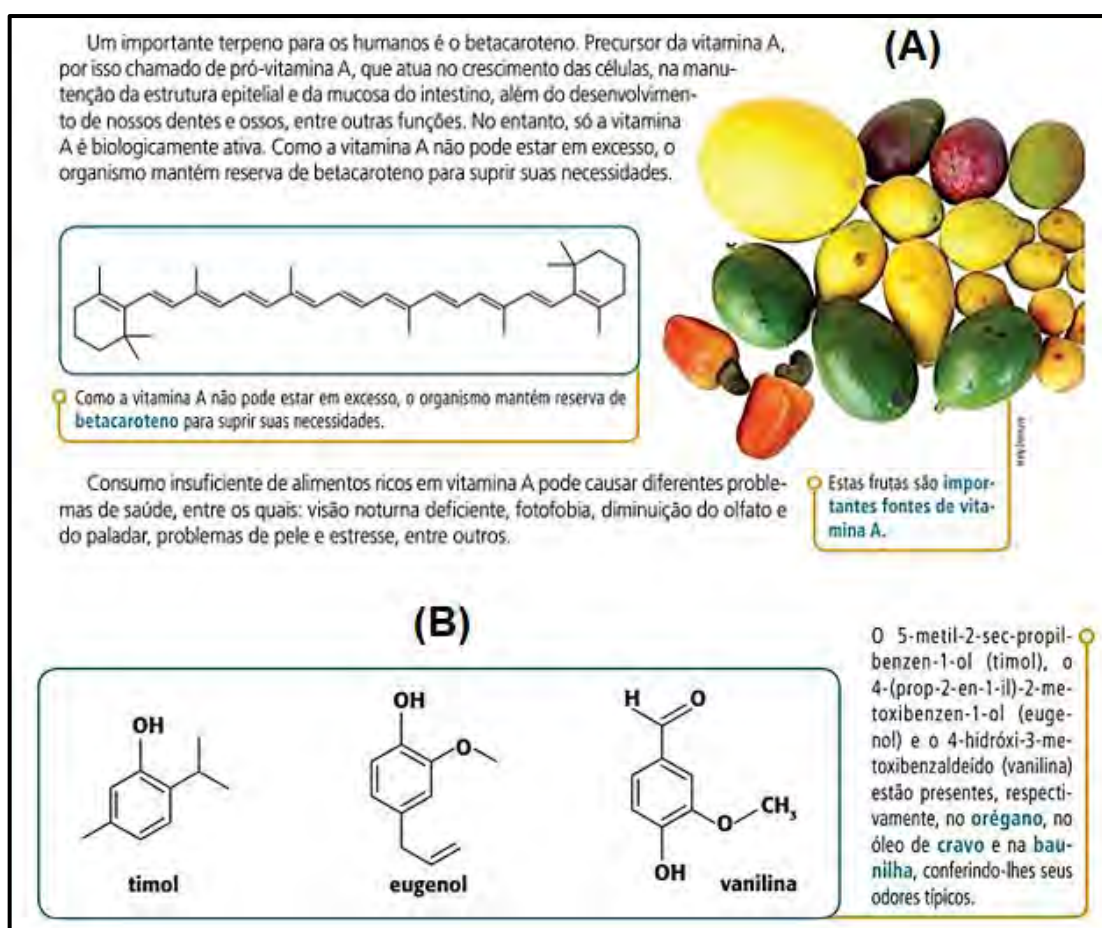 (A)
Um importante terpeno para os humanos é o betacaroteno. Precursor da vitamina A,
por isso chamado de pró-vitamina A, que atua no crescimento das células, na manu-
tenção da estrutura epitelial e da mucosa do intestino, além do desenvolvimen-
to de nossos dentes e ossos, entre outras funções. No entanto, só a vitamina
A é biologicamente ativa. Como a vitamina A não pode estar em excesso, o
organismo mantém reserva de betacaroteno para suprir suas necessidades.
Como a vitamina A não pode estar em excesso, o organismo mantém reserva de
betacaroteno para suprir suas necessidades.
Estas frutas são impor-
tantes fontes de vita-
mina A.
Consumo insuficiente de alimentos ricos em vitamina A pode causar diferentes proble-
mas de saúde, entre os quais: visão noturna deficiente, fotofobia, diminuição do olfato e
do paladar, problemas de pele e estresse, entre outros.
(B)
OH
timol
OH
O
eugenol
H
O
O
CH₃
OH
vanilina
O 5-metil-2-sec-propil-
benzen-1-ol (timol), o
4-(prop-2-en-1-il)-2-me-
toxibenzen-1-ol (euge-
nol) e o 4-hidróxi-3-me-
toxibenzaldeído (vanilina)
estão presentes, respecti-
vamente, no orégano, no
óleo de cravo e na bau-
nilha, conferindo-lhes seus
odores típicos.